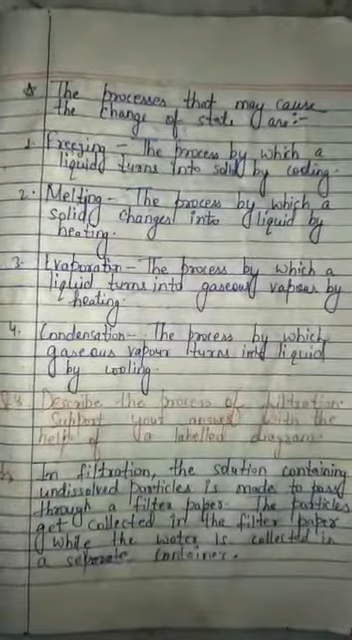 ☆ The processes that may cause
the change of state are:-
1. Freezing - The process by which a
liquid turns into solid by cooling.
2. Melting - The process by which a
solid changes into liquid by
heating.
3. Evaporation - The process by which a
liquid turns into gaseous vapour by
heating.
4. Condensation - The process by which
gaseous vapour turns into liquid
by cooling.
Describe the process of filtration.
Support your answer with the
help of a labelled diagram.
In filtration, the solution containing
undissolved particles is made to pass
through a filter paper. The particles
get collected in the filter paper
while the water is collected in
a separate container.